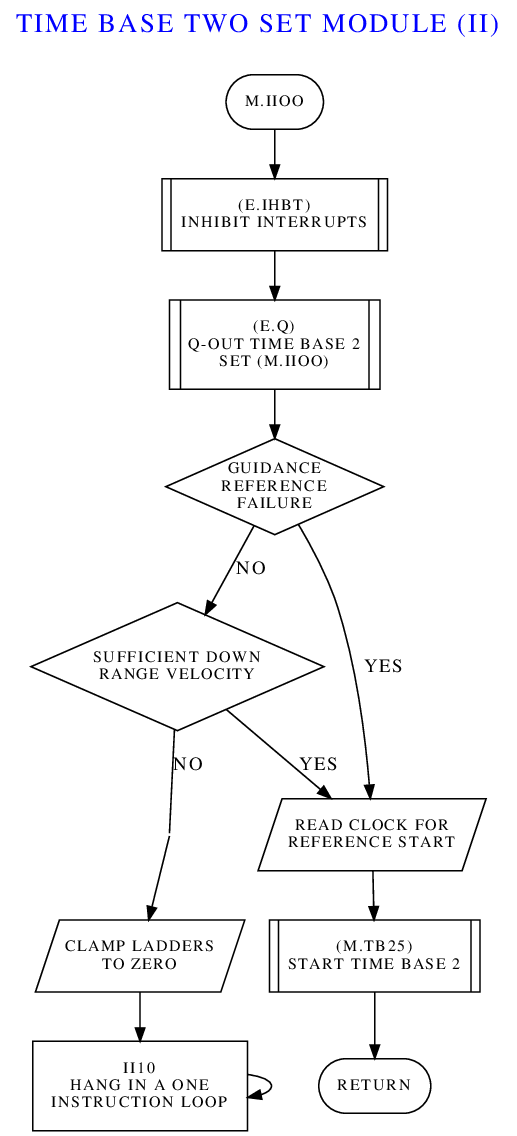 TIME BASE TWO SET MODULE (II)
M.IIOO
(E.IHBT)
INHIBIT INTERRUPTS
(E.Q)
Q-OUT TIME BASE 2
SET (M.IIOO)
GUIDANCE
REFERENCE
FAILURE
NO
SUFFICIENT DOWN
RANGE VELOCITY
YES
NO
YES
READ CLOCK FOR
REFERENCE START
CLAMP LADDERS
TO ZERO
(M.TB25)
START TIME BASE 2
II10
HANG IN A ONE
INSTRUCTION LOOP
RETURN